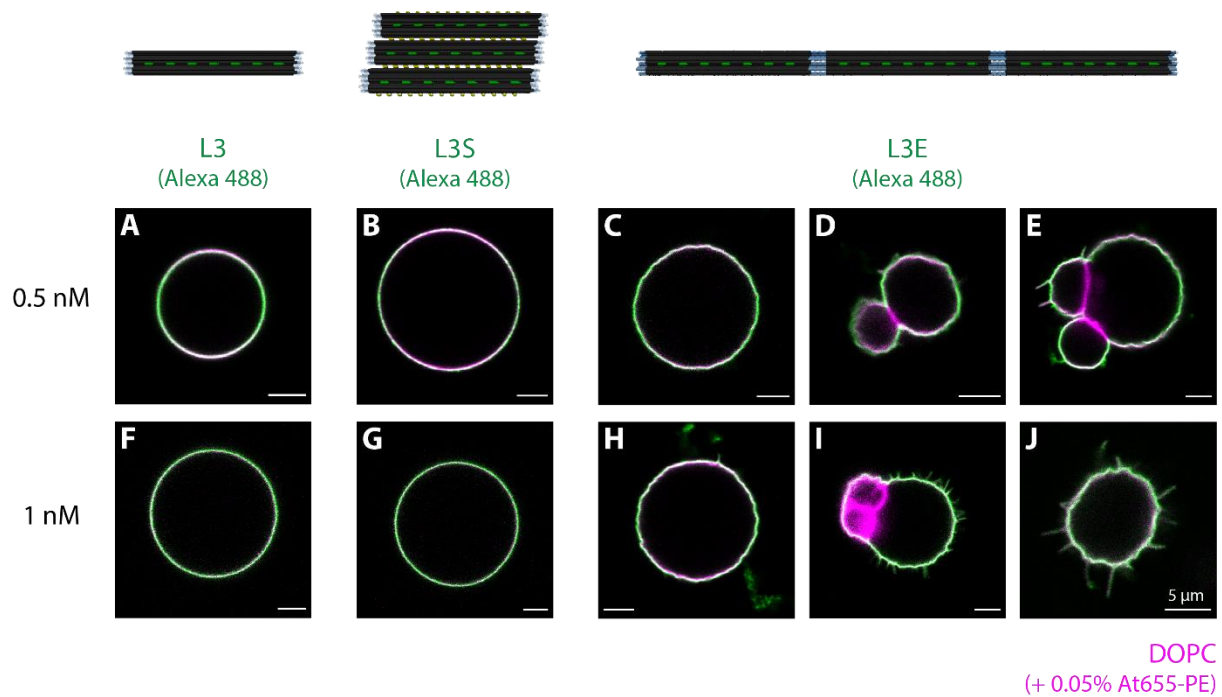 L3
(Alexa 488)
L3S
(Alexa 488)
L3E
(Alexa 488)
0.5 nM
A
B
C
D
E
1 nM
F
G
H
I
J
5 μm
DOPC
(+ 0.05% At655-PE)